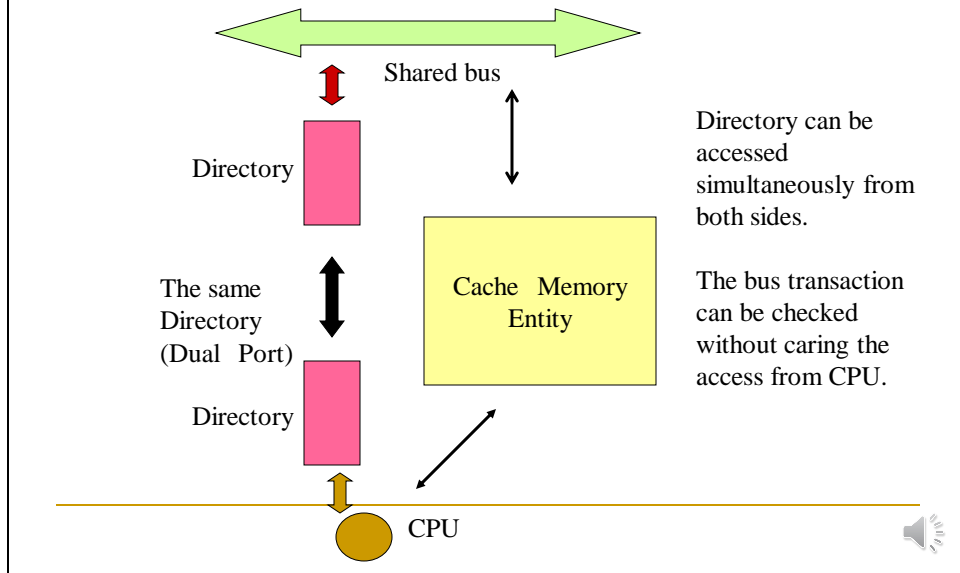 Shared bus
Directory
The same
Directory
(Dual Port)
Directory
Cache Memory
Entity
CPU
Directory can be
accessed
simultaneously from
both sides.
The bus transaction
can be checked
without caring the
access from CPU.